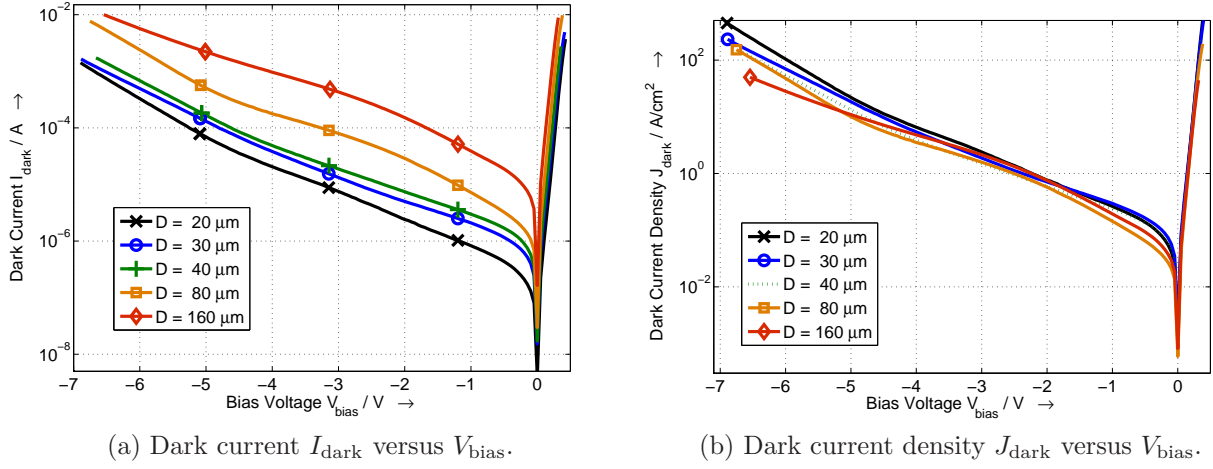 10^-2
10^-4
10^-6
10^-8
Dark Current I_dark / A →
D = 20 μm
D = 30 μm
D = 40 μm
D = 80 μm
D = 160 μm
−7 −6 −5 −4 −3 −2 −1 0
Bias Voltage V_bias / V →
(a) Dark current I_dark versus V_bias.
10^2
10^0
10^-2
Dark Current Density J_dark / A/cm^2 →
D = 20 μm
D = 30 μm
D = 40 μm
D = 80 μm
D = 160 μm
−7 −6 −5 −4 −3 −2 −1 0
Bias Voltage V_bias / V →
(b) Dark current density J_dark versus V_bias.